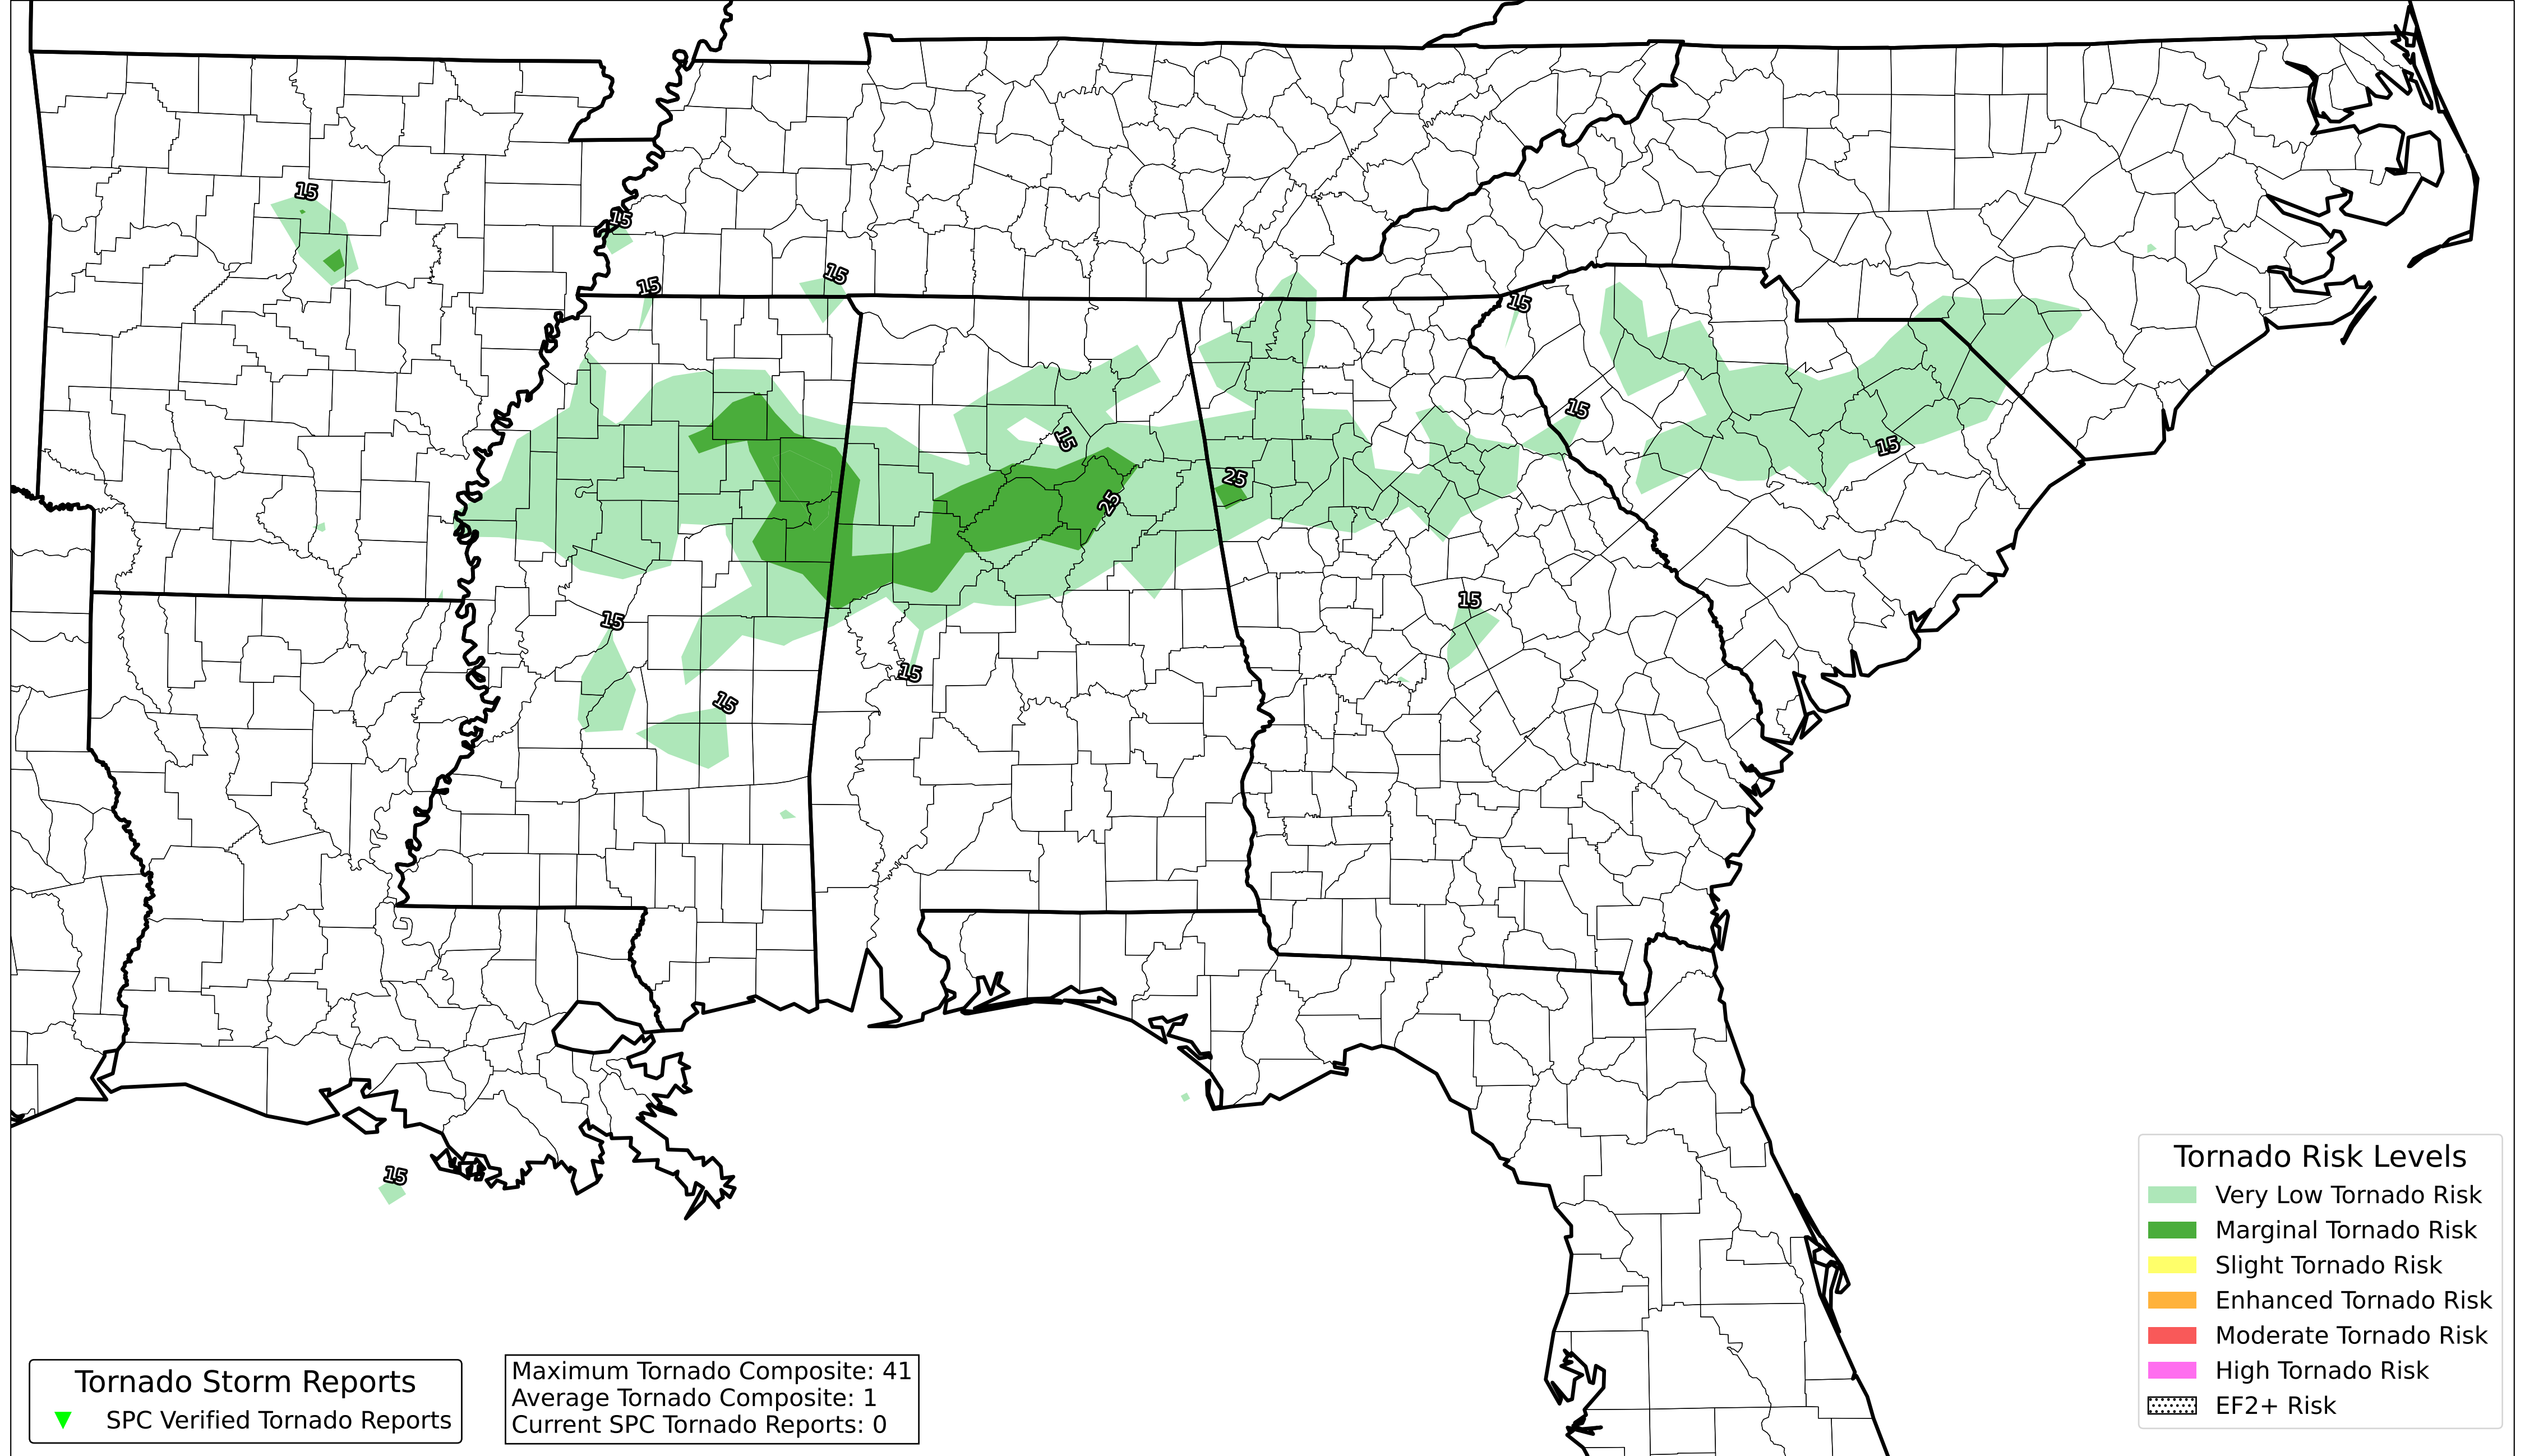 15
15
15
15
15
15
15
15
25
25
15
15
15
15
15
Tornado Risk Levels
Very Low Tornado Risk
Marginal Tornado Risk
Slight Tornado Risk
Enhanced Tornado Risk
Moderate Tornado Risk
High Tornado Risk
EF2+ Risk
Tornado Storm Reports
SPC Verified Tornado Reports
Maximum Tornado Composite: 41
Average Tornado Composite: 1
Current SPC Tornado Reports: 0